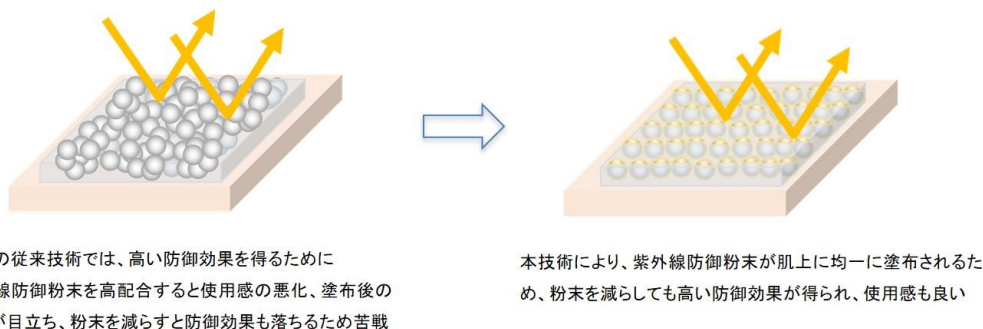 の従来技術では、高い防御効果を得るために
線防御粉末を高配合すると使用感の悪化、塗布後の
が目立ち、粉末を減らすと防御効果も落ちるため苦戦
本技術により、紫外線防御粉末が肌上に均一に塗布されるた
め、粉末を減らしても高い防御効果が得られ、使用感も良い